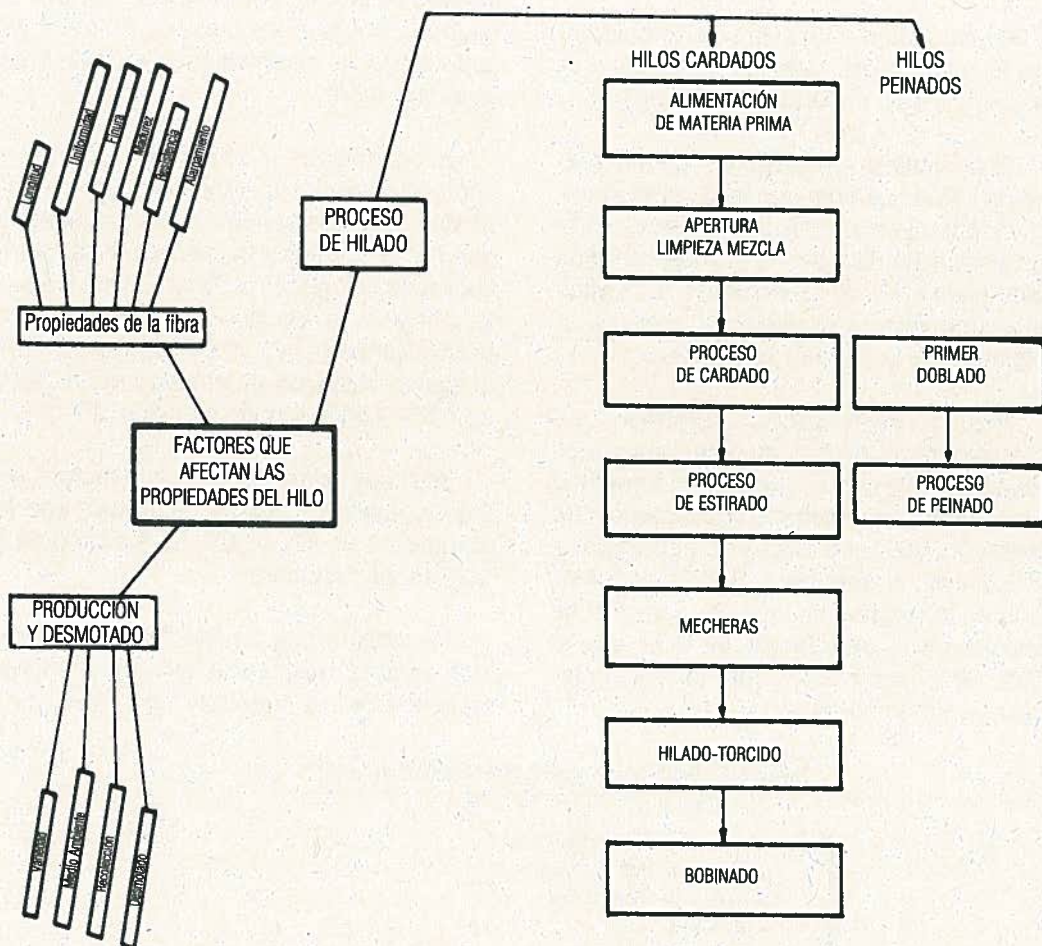 HILOS CARDADOS
HILOS
PEINADOS
ALIMENTACIÓN
DE MATERIA PRIMA
Longitud
Uniformidad
Finura
Madurez
Resistencia
Atarpamiento
PROCESO
DE HILADO
APERTURA
LIMPIEZA MEZCLA
Propiedades de la fibra
PROCESO
DE CARDADO
PRIMER
DOBLADO
FACTORES QUE
AFECTAN LAS
PROPIEDADES DEL HILO
PROCESO
DE ESTIRADO
PROCESO
DE PEINADO
PRODUCCIÓN
Y DESMOTADO
MECHERAS
HILADO-TORCIDO
Variedad
Medio Ambiente
Recolección
Desmotado
BOBINADO